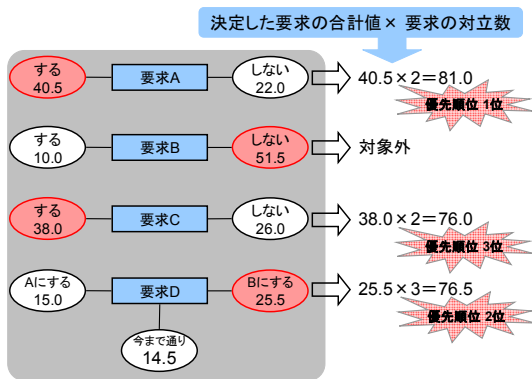 決定した要求の合計値× 要求の対立数
する
40.5
要求A
しない
22.0
40.5×2＝81.0
優先順位 1位
する
10.0
要求B
しない
51.5
対象外
する
38.0
要求C
しない
26.0
38.0×2＝76.0
優先順位 3位
Aにする
15.0
要求D
Bにする
25.5
25.5×3＝76.5
優先順位 2位
今まで通り
14.5